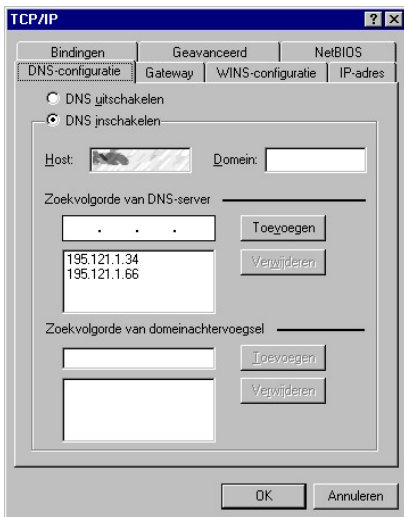 TCP/IP
Bindingen Geavanceerd NetBIOS
DNS-configuratie Gateway WINS-configuratie IP-adres
DNS uitschakelen
DNS inschakelen
Host: Domein:
Zoekvolgorde van DNS-server
. . . Toevoegen
195.121.1.34
195.121.1.66
Verwijderen
Zoekvolgorde van domeinachtervoegsel
Toevoegen
Verwijderen
OK Annuleren